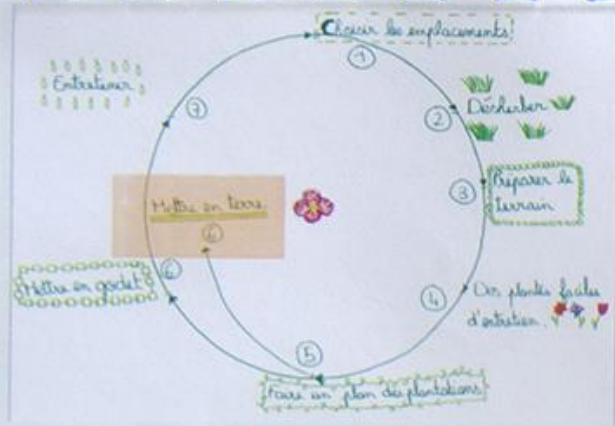 Choisir les emplacements
1
2
Désherber
3
Préparer le
terrain
4
Des plantes faciles
d'entretien.
5
Faire un plan des plantations
6
Mettre en godet
6
Mettre en terre
7
Entretenir